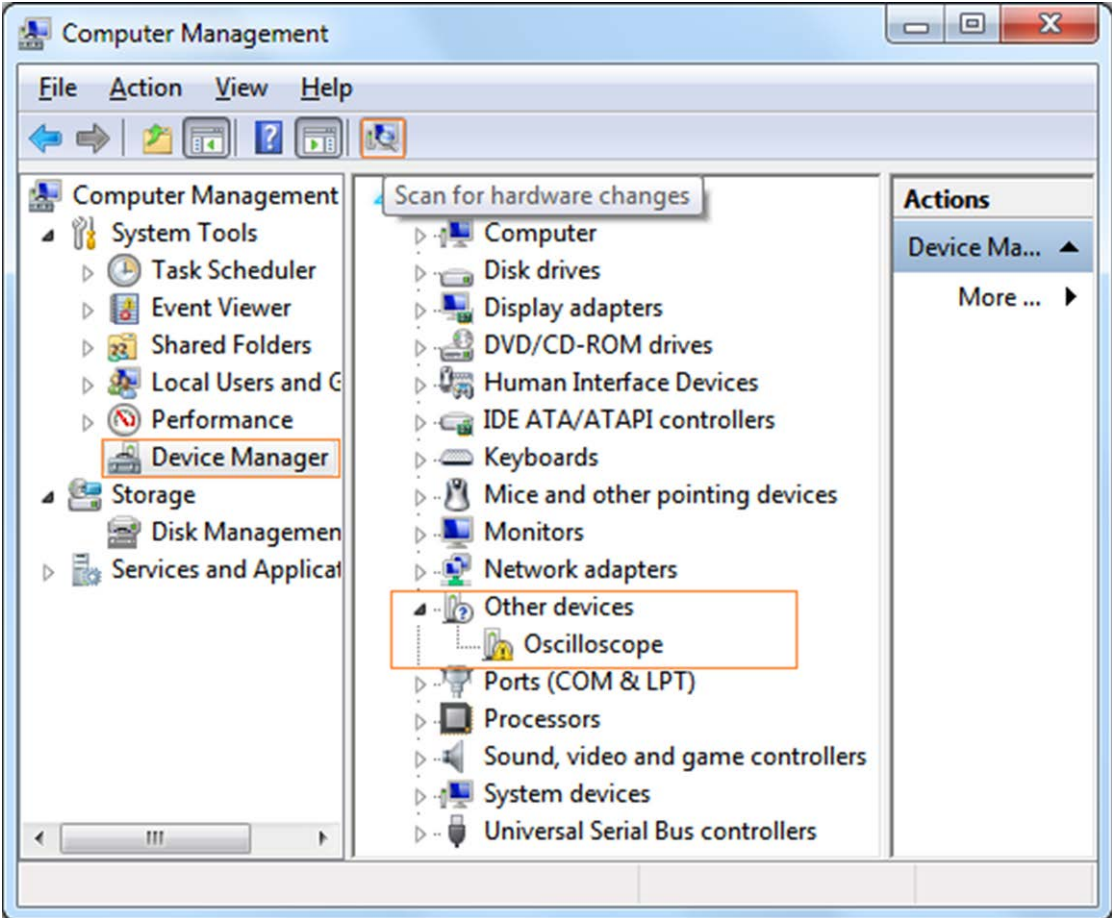 Computer Management
File Action View Help
Scan for hardware changes
Computer Management
System Tools
Task Scheduler
Event Viewer
Shared Folders
Local Users and G
Performance
Device Manager
Storage
Disk Managemen
Services and Applicat
Computer
Disk drives
Display adapters
DVD/CD-ROM drives
Human Interface Devices
IDE ATA/ATAPI controllers
Keyboards
Mice and other pointing devices
Monitors
Network adapters
Other devices
Oscilloscope
Ports (COM & LPT)
Processors
Sound, video and game controllers
System devices
Universal Serial Bus controllers
Actions
Device Ma...
More ...